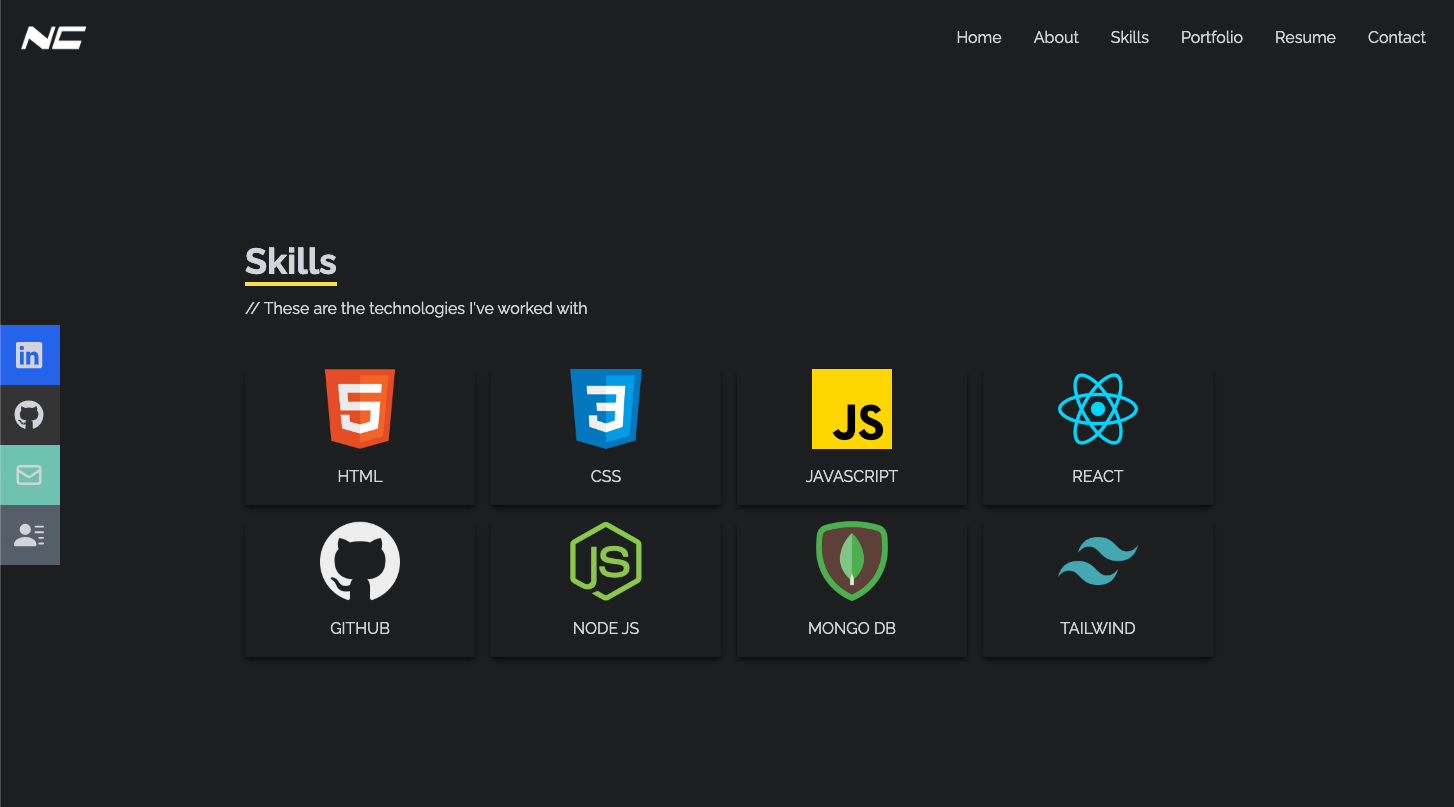 NC
Home About Skills Portfolio Resume Contact
Skills
// These are the technologies I've worked with
in
5
3
JS
HTML CSS JAVASCRIPT REACT
JS
GITHUB NODE JS MONGO DB TAILWIND